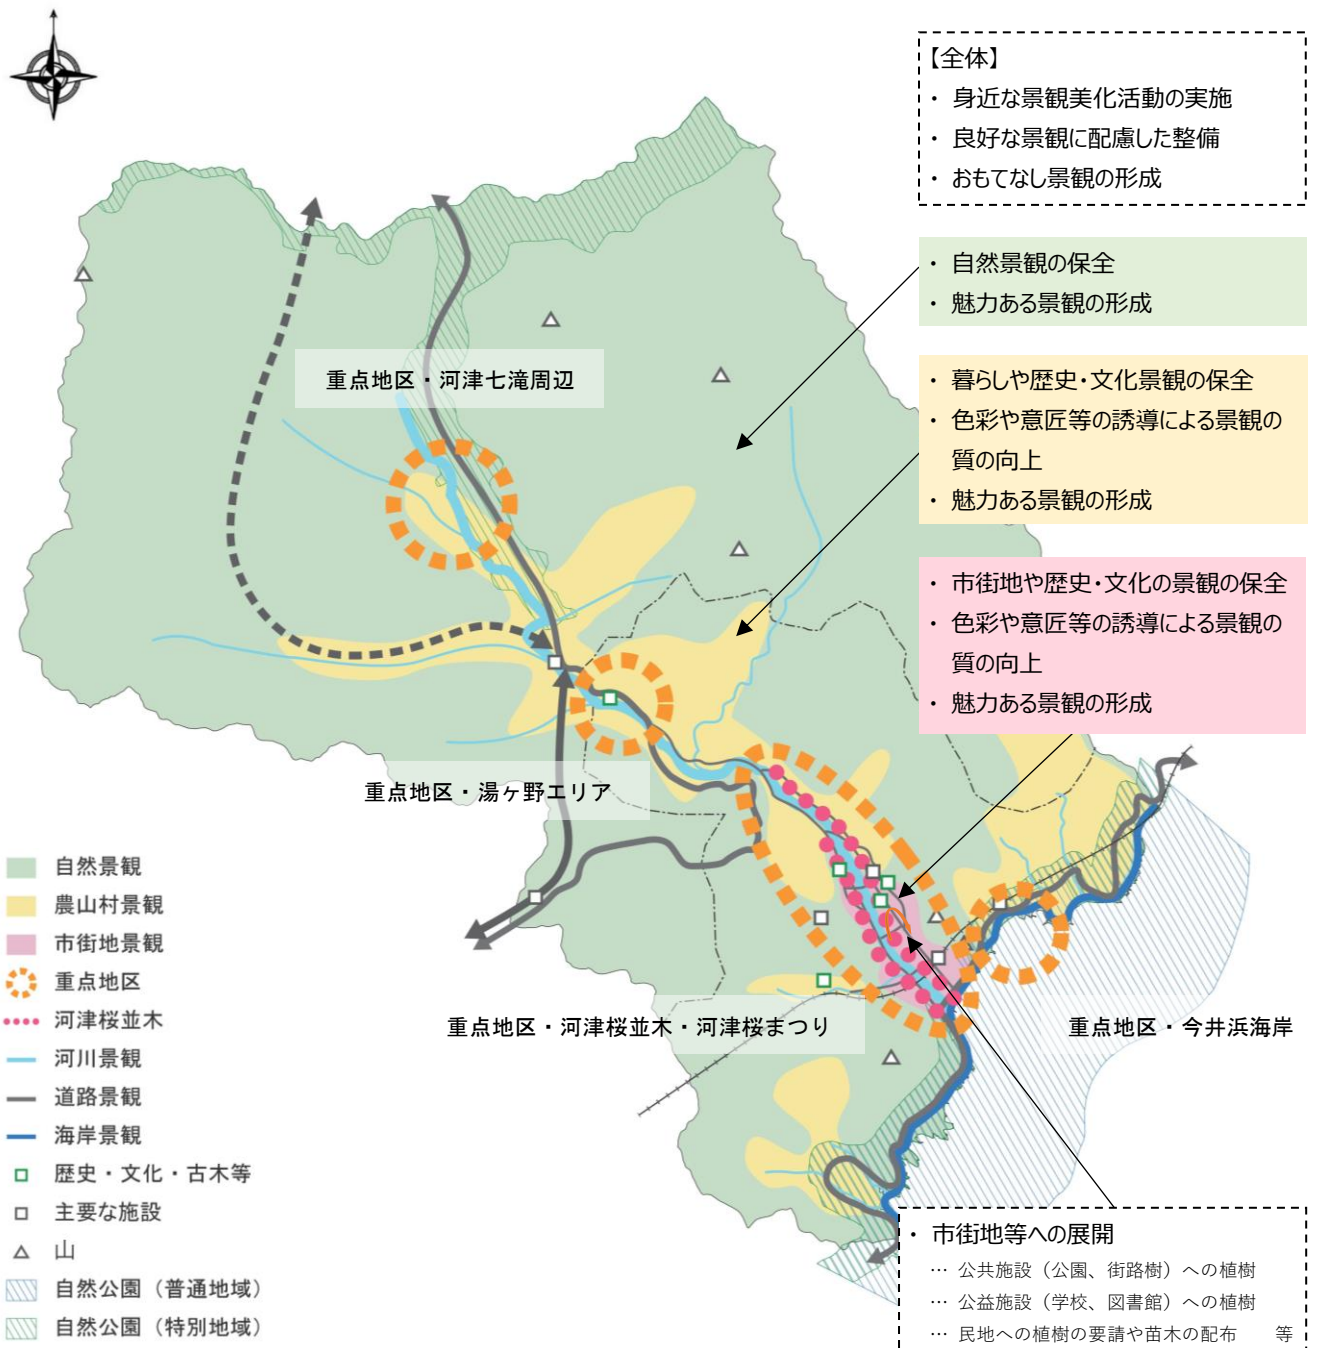 【全体】
・ 身近な景観美化活動の実施
・ 良好な景観に配慮した整備
・ おもてなし景観の形成
・ 自然景観の保全
・ 魅力ある景観の形成
・ 暮らしや歴史・文化景観の保全
・ 色彩や意匠等の誘導による景観の
質の向上
・ 魅力ある景観の形成
・ 市街地や歴史・文化の景観の保全
・ 色彩や意匠等の誘導による景観の
質の向上
・ 魅力ある景観の形成
重点地区・河津七滝周辺
重点地区・湯ヶ野エリア
重点地区・河津桜並木・河津桜まつり
重点地区・今井浜海岸
自然景観
農山村景観
市街地景観
重点地区
河津桜並木
河川景観
道路景観
海岸景観
歴史・文化・古木等
主要な施設
山
自然公園（普通地域）
自然公園（特別地域）
・ 市街地等への展開
… 公共施設（公園、街路樹）への植樹
… 公益施設（学校、図書館）への植樹
… 民地への植樹の要請や苗木の配布 等